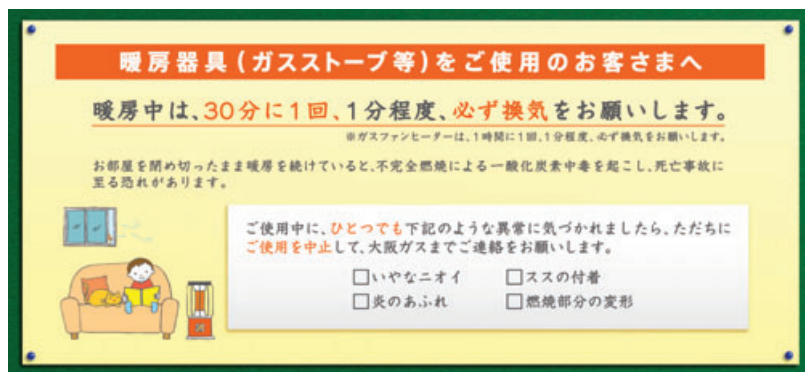 暖房器具(ガスストーブ等)をご使用のお客さまへ
暖房中は、30分に1回、1分程度、必ず換気をお願いします。
※ガスファンヒーターは、1時間に1回、1分程度、必ず換気をお願いします。
お部屋を閉め切ったまま暖房を続けていると、不完全燃焼による一酸化炭素中毒を起こし、死亡事故に
至る恐れがあります。
ご使用中に、ひとつでも下記のような異常に気づかれましたら、ただちに
ご使用を中止して、大阪ガスまでご連絡をお願いします。
□いやなニオイ □ススの付着
□炎のあふれ □燃焼部分の変形